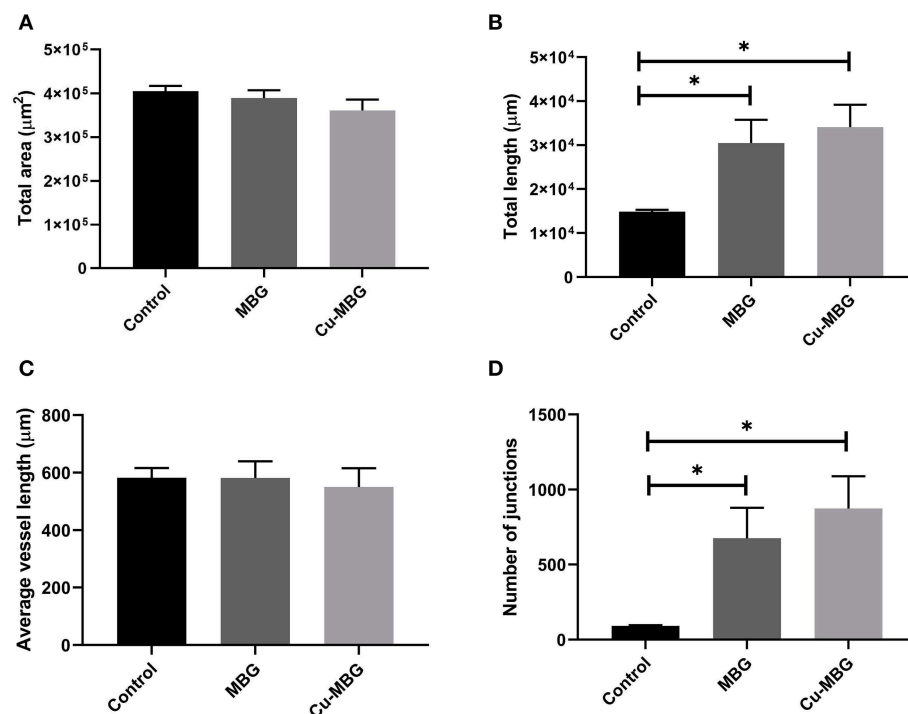 A
Total area (μm²)
5×10⁵
4×10⁵
3×10⁵
2×10⁵
1×10⁵
0
Control
MBG
Cu-MBG
B
Total length (μm)
5×10⁴
4×10⁴
3×10⁴
2×10⁴
1×10⁴
0
*
*
Control
MBG
Cu-MBG
C
Average vessel length (μm)
800
600
400
200
0
Control
MBG
Cu-MBG
D
Number of junctions
1500
1000
500
0
*
*
Control
MBG
Cu-MBG